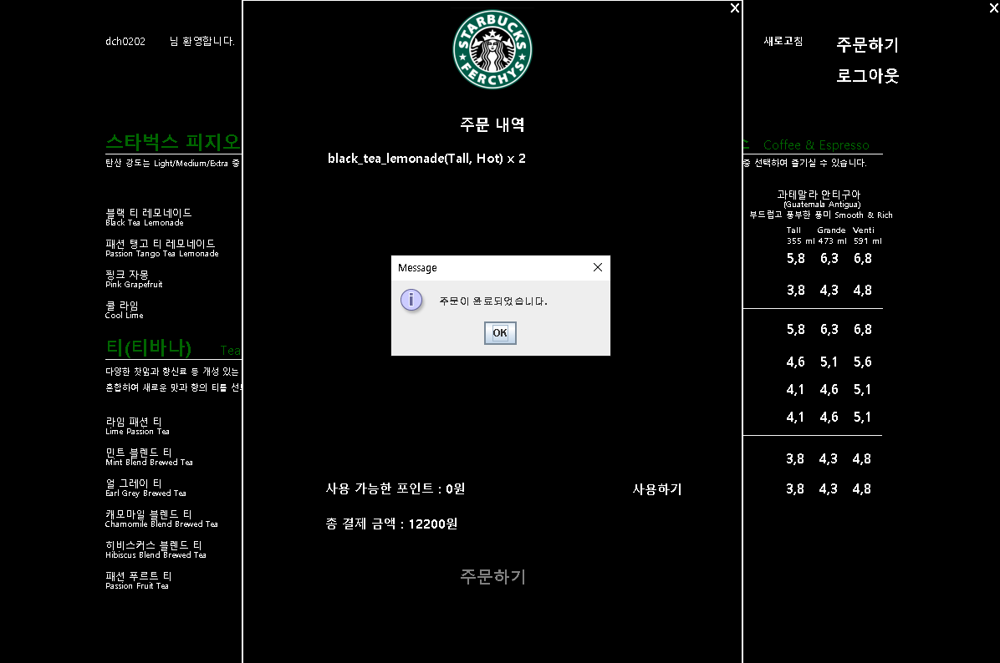 dch0202 님 환영합니다.
새로고침
주문하기
로그아웃
STARBUCKS
FERCHYS
주문 내역
black_tea_lemonade(Tall, Hot) x 2
스타벅스 피지오
탄산 강도는 Light/Medium/Extra 중
블랙 티 레모네이드
Black Tea Lemonade
패션 탱고 티 레모네이드
Passion Tango Tea Lemonade
핑크 자몽
Pink Grapefruit
쿨 라임
Cool Lime
티(티바나) Tea
다양한 찻잎과 향신료 등 개성 있는
혼합하여 새로운 맛과 향의 티를 선
라임 패션 티
Lime Passion Tea
민트 블렌드 티
Mint Blend Brewed Tea
얼 그레이 티
Earl Grey Brewed Tea
캐모마일 블렌드 티
Chamomile Blend Brewed Tea
히비스커스 블렌드 티
Hibiscus Blend Brewed Tea
패션 푸르트 티
Passion Fruit Tea
Message
주문이 완료되었습니다.
OK
사용 가능한 포인트 : 0원
사용하기
총 결제 금액 : 12200원
주문하기
Coffee & Espresso
중 선택하여 즐기실 수 있습니다.
과테말라 안티구아
(Guatemala Antigua)
부드럽고 풍부한 풍미 Smooth & Rich
Tall Grande Venti
355 ml 473 ml 591 ml
5,8 6,3 6,8
3,8 4,3 4,8
5,8 6,3 6,8
4,6 5,1 5,6
4,1 4,6 5,1
4,1 4,6 5,1
3,8 4,3 4,8
3,8 4,3 4,8